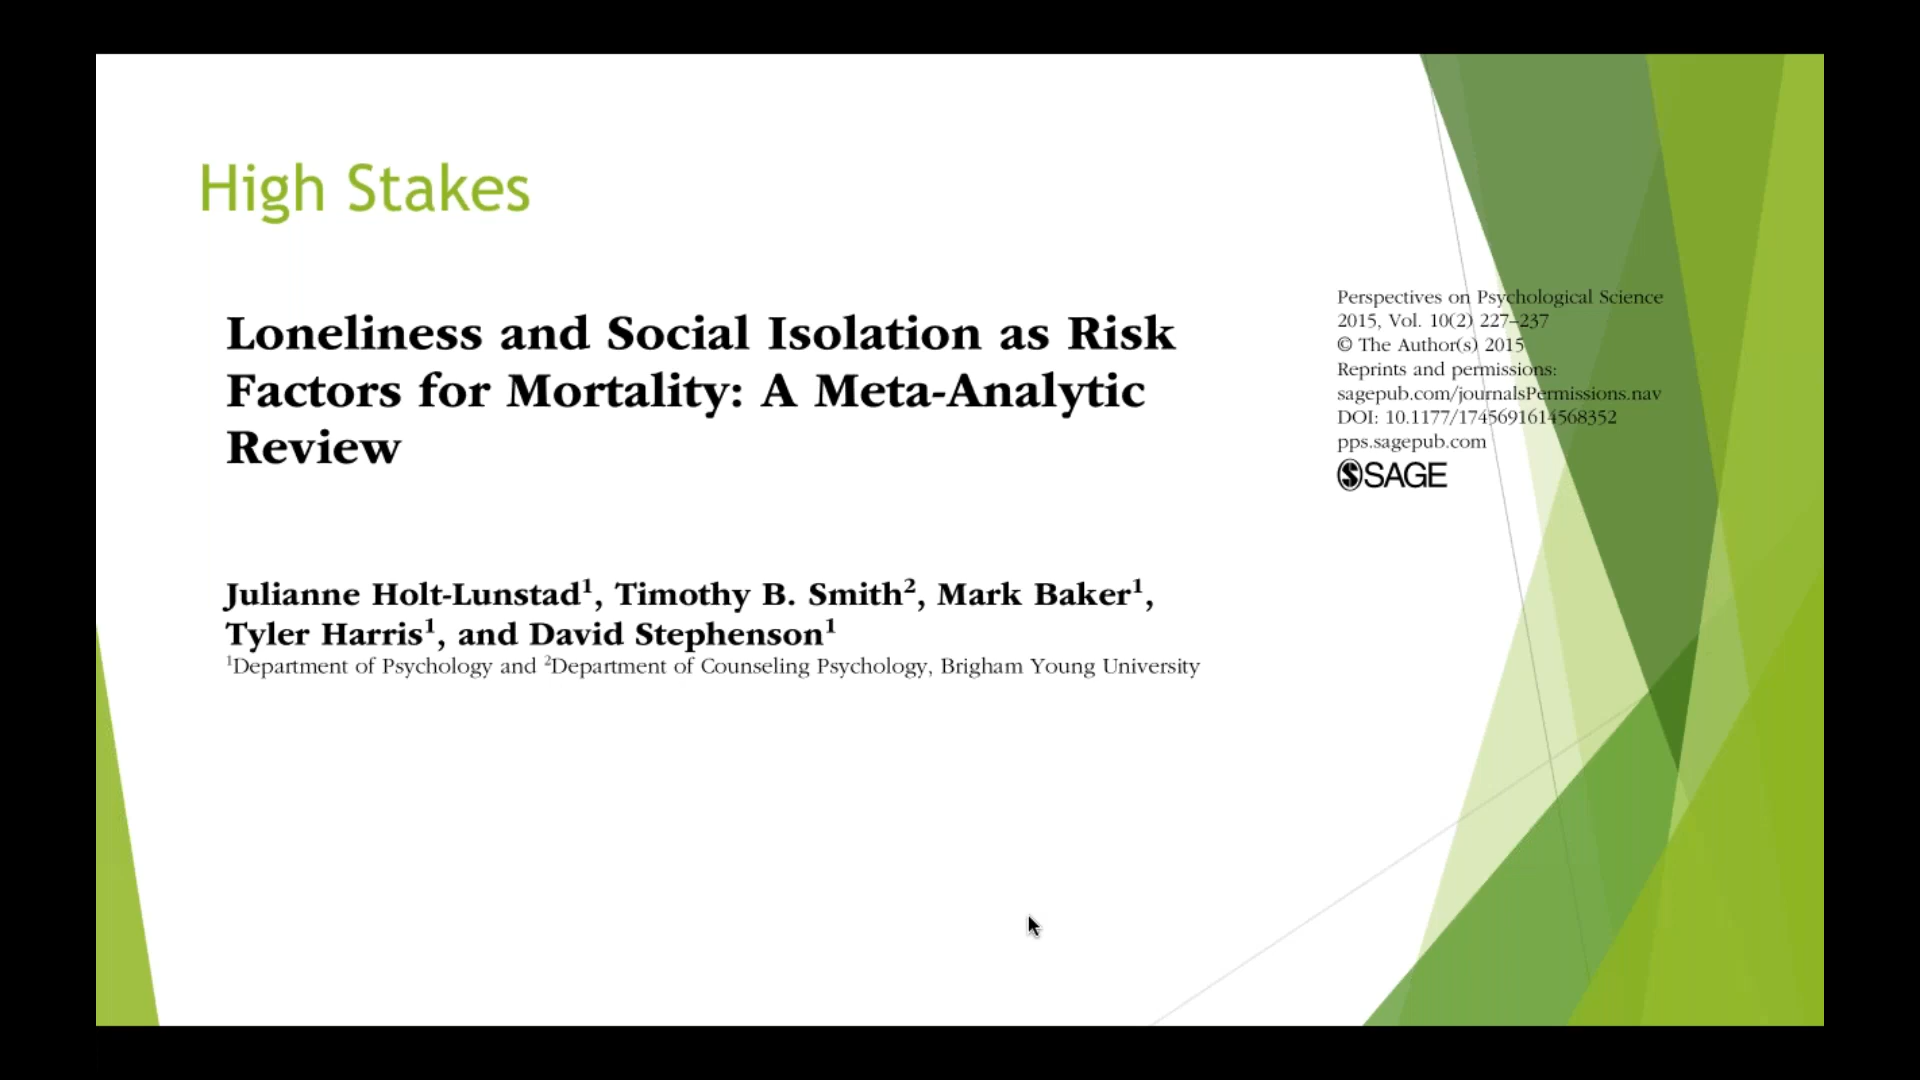 High Stakes
Loneliness and Social Isolation as Risk
Factors for Mortality: A Meta-Analytic
Review
Perspectives on Psychological Science
2015, Vol. 10(2) 227–237
© The Author(s) 2015
Reprints and permissions:
sagepub.com/journalsPermissions.nav
DOI: 10.1177/1745691614568352
pps.sagepub.com
SAGE
Julianne Holt-Lunstad¹, Timothy B. Smith², Mark Baker¹,
Tyler Harris¹, and David Stephenson¹
¹Department of Psychology and ²Department of Counseling Psychology, Brigham Young University